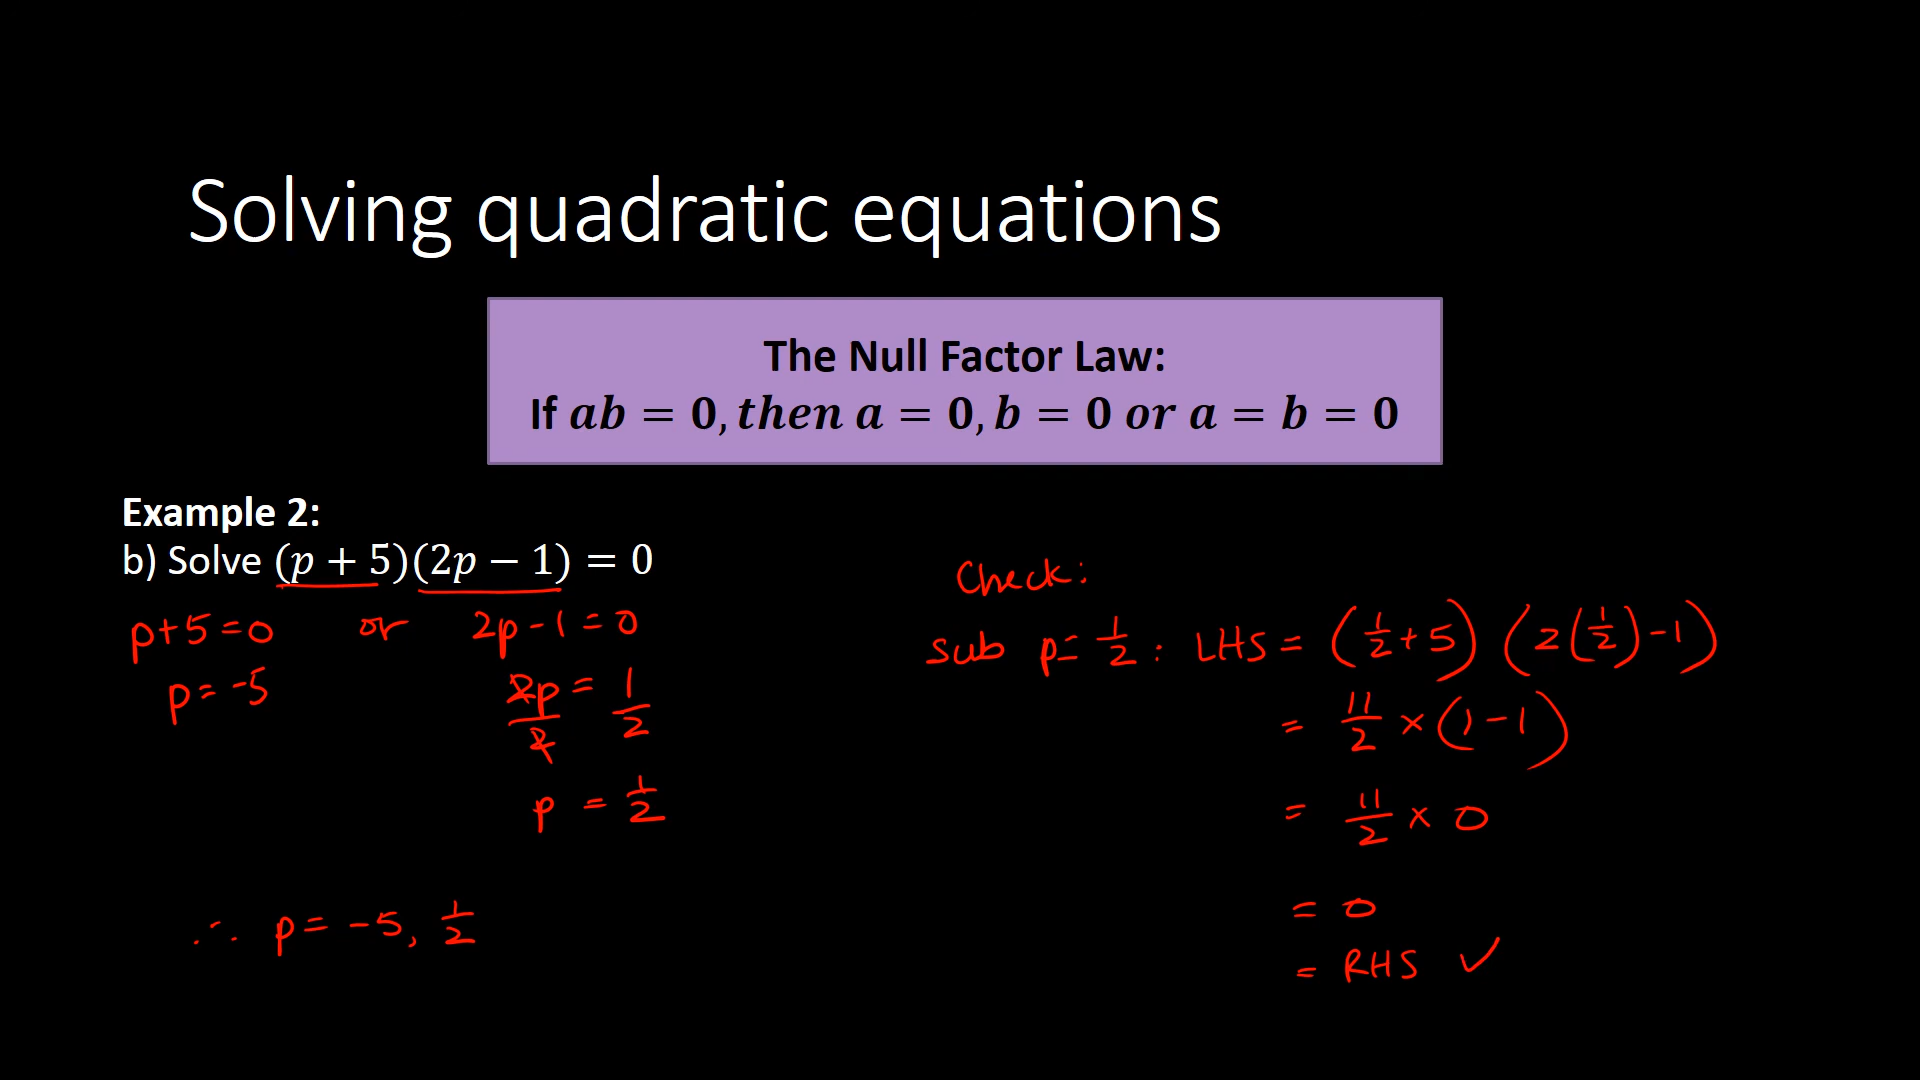 Solving quadratic equations
The Null Factor Law:
If ab = 0, then a = 0, b = 0 or a = b = 0
Example 2:
b) Solve (p + 5)(2p − 1) = 0
p+5=0 or 2p-1=0
p=-5
2p/2 = 1/2
p = 1/2
∴ p = -5, 1/2
Check:
sub p= 1/2 : LHS = (1/2 + 5) (2(1/2) -1)
= 11/2 × (1-1)
= 11/2 × 0
= 0
= RHS ✓